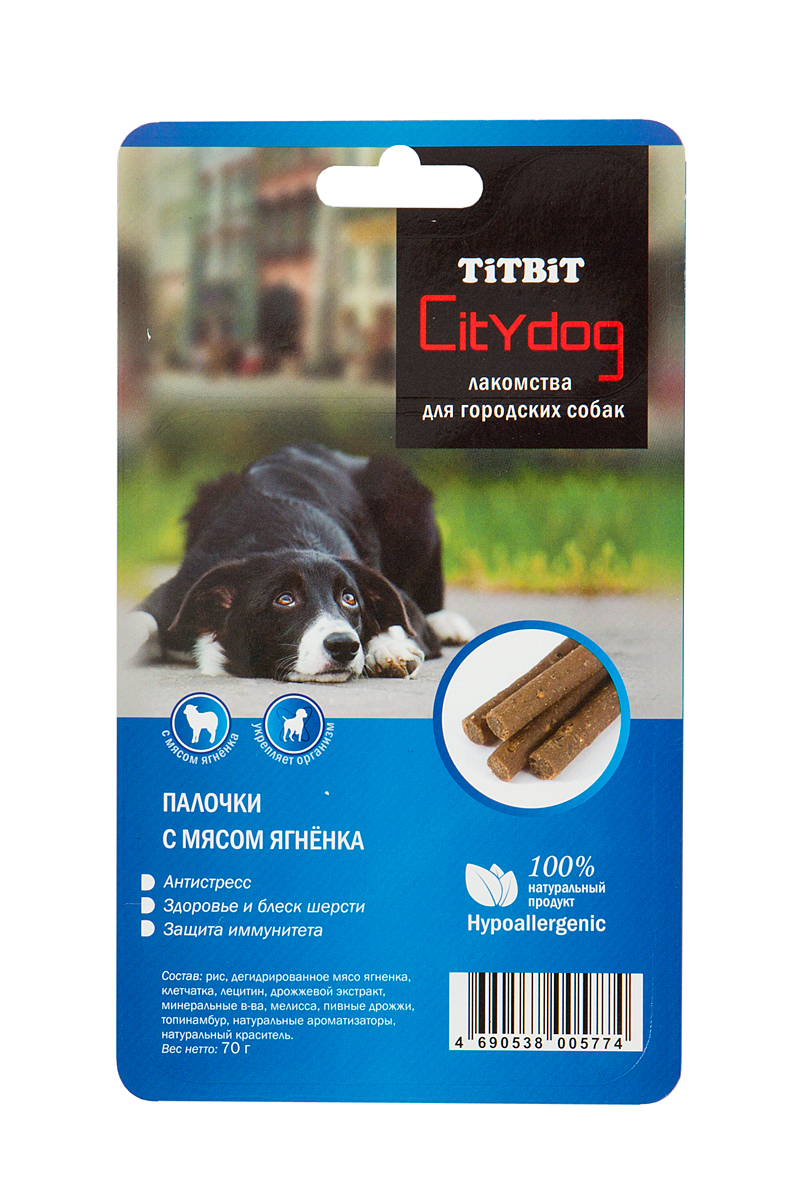 TiTBiT
CitYdog
лакомства
для городских собак
с мясом ягнёнка
укрепляет организм
ПАЛОЧКИ
С МЯСОМ ЯГНЁНКА
Антистресс
Здоровье и блеск шерсти
Защита иммунитета
100%
натуральный
продукт
Hypoallergenic
Состав: рис, дегидрированное мясо ягненка,
клетчатка, лецитин, дрожжевой экстракт,
минеральные в-ва, мелисса, пивные дрожжи,
топинамбур, натуральные ароматизаторы,
натуральный краситель.
Вес нетто: 70 г
4 690538 005774